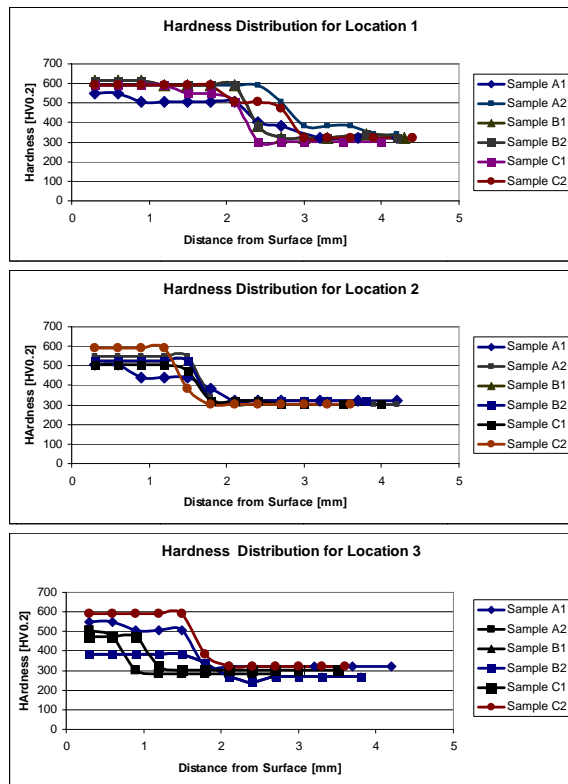 Hardness Distribution for Location 1
700
600
500
400
300
200
100
0
0 1 2 3 4 5
Hardness [HV0.2]
Distance from Surface [mm]
Sample A1
Sample A2
Sample B1
Sample B2
Sample C1
Sample C2
Hardness Distribution for Location 2
700
600
500
400
300
200
100
0
0 1 2 3 4 5
HArdness [HV0.2]
Distance from Surface [mm]
Sample A1
Sample A2
Sample B1
Sample B2
Sample C1
Sample C2
Hardness Distribution for Location 3
700
600
500
400
300
200
100
0
0 1 2 3 4 5
HArdness [HV0.2]
Distance from Surface [mm]
Sample A1
Sample A2
Sample B1
Sample B2
Sample C1
Sample C2